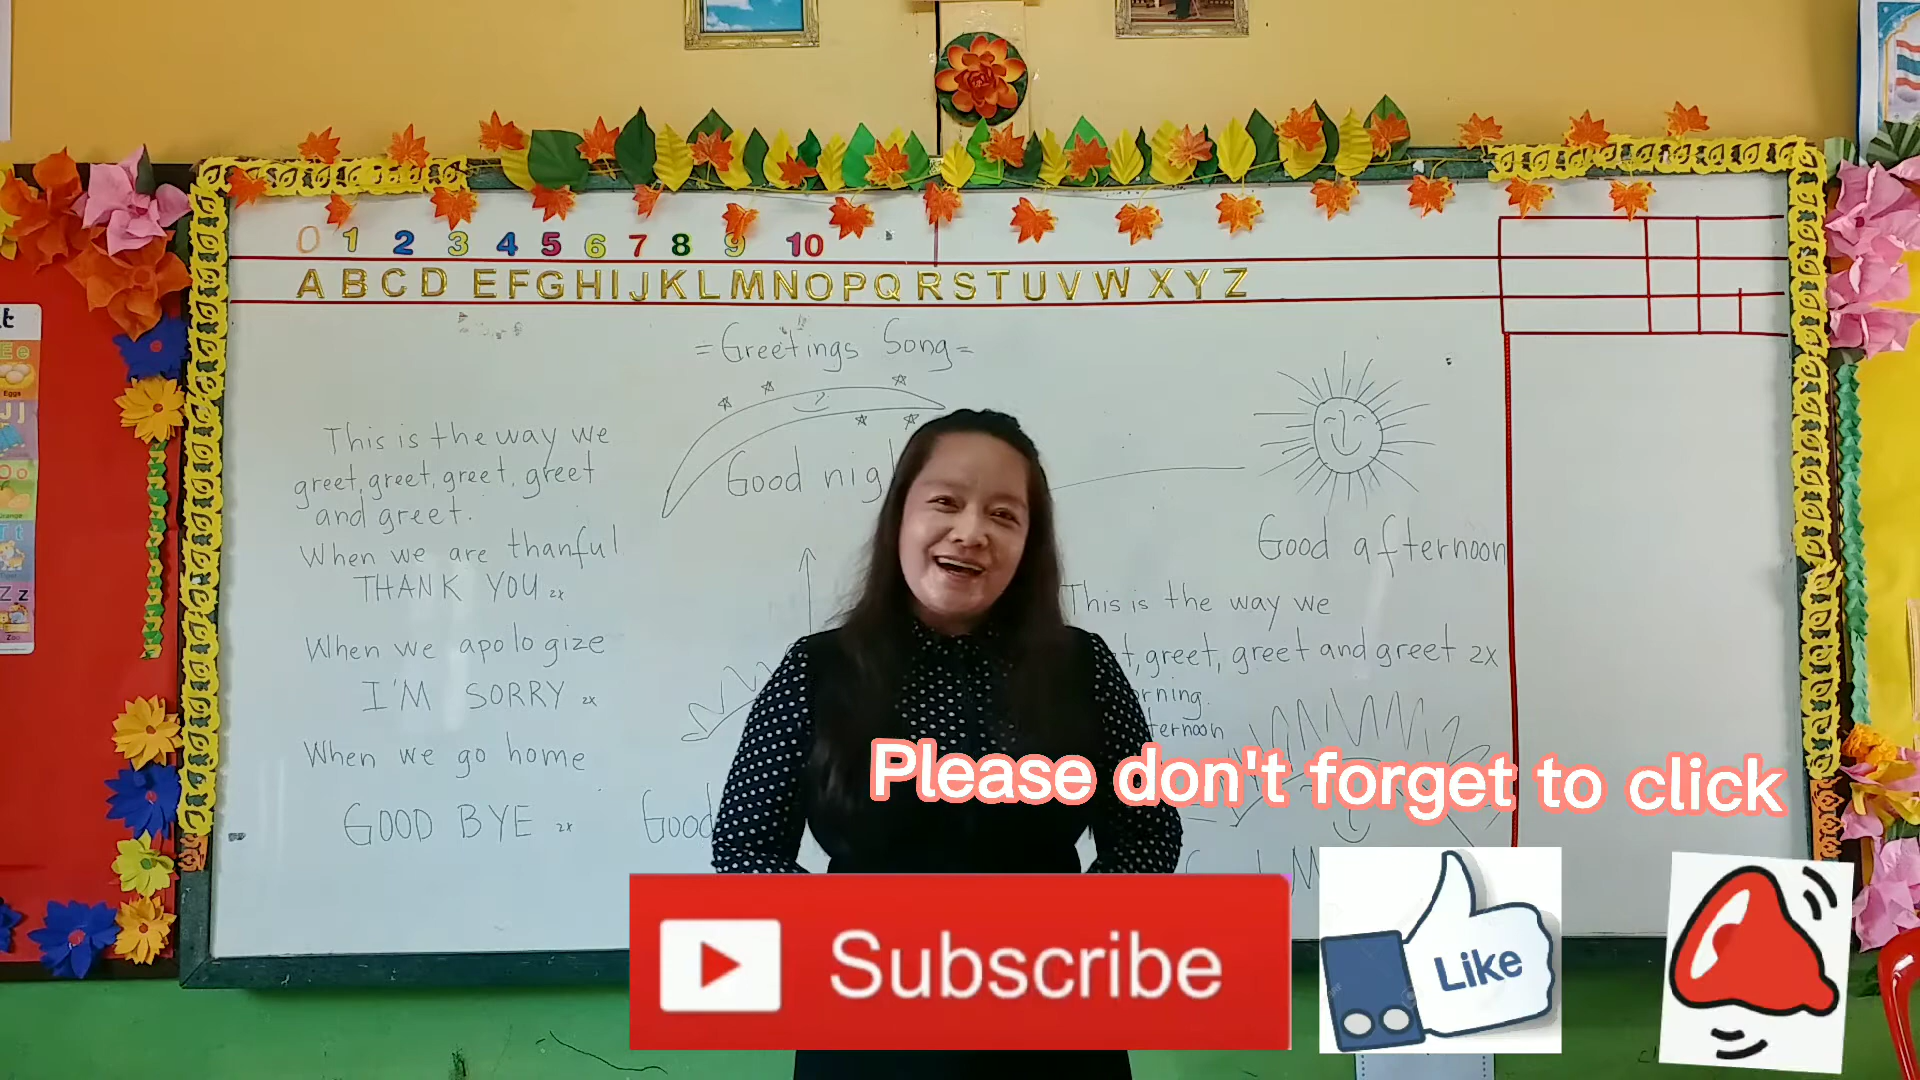 0 1 2 3 4 5 6 7 8 9 10
A B C D E F G H I J K L M N O P Q R S T U V W X Y Z
= Greetings Song =
This is the way we
greet, greet, greet, greet
and greet.
When we are thanful
THANK YOU 2x
When we apologize
I'M SORRY 2x
When we go home
GOOD BYE 2x
Good
Good
Good afternoon
This is the way we
greet, greet and greet 2x
E e
Eggs
J j
O o
Orange
T t
Z z
Zoo
Please don't forget to click
Subscribe
Like